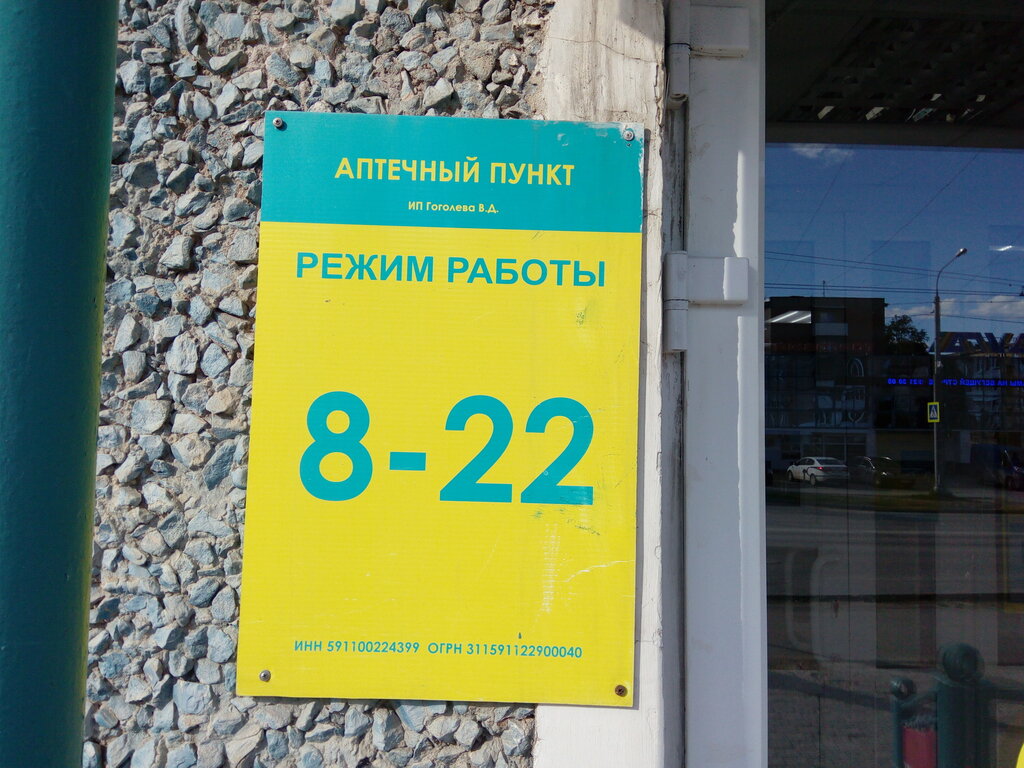 АПТЕЧНЫЙ ПУНКТ
ИП Гоголева В.Д.
РЕЖИМ РАБОТЫ
8-22
ИНН 591100224399 ОГРН 311591122900040